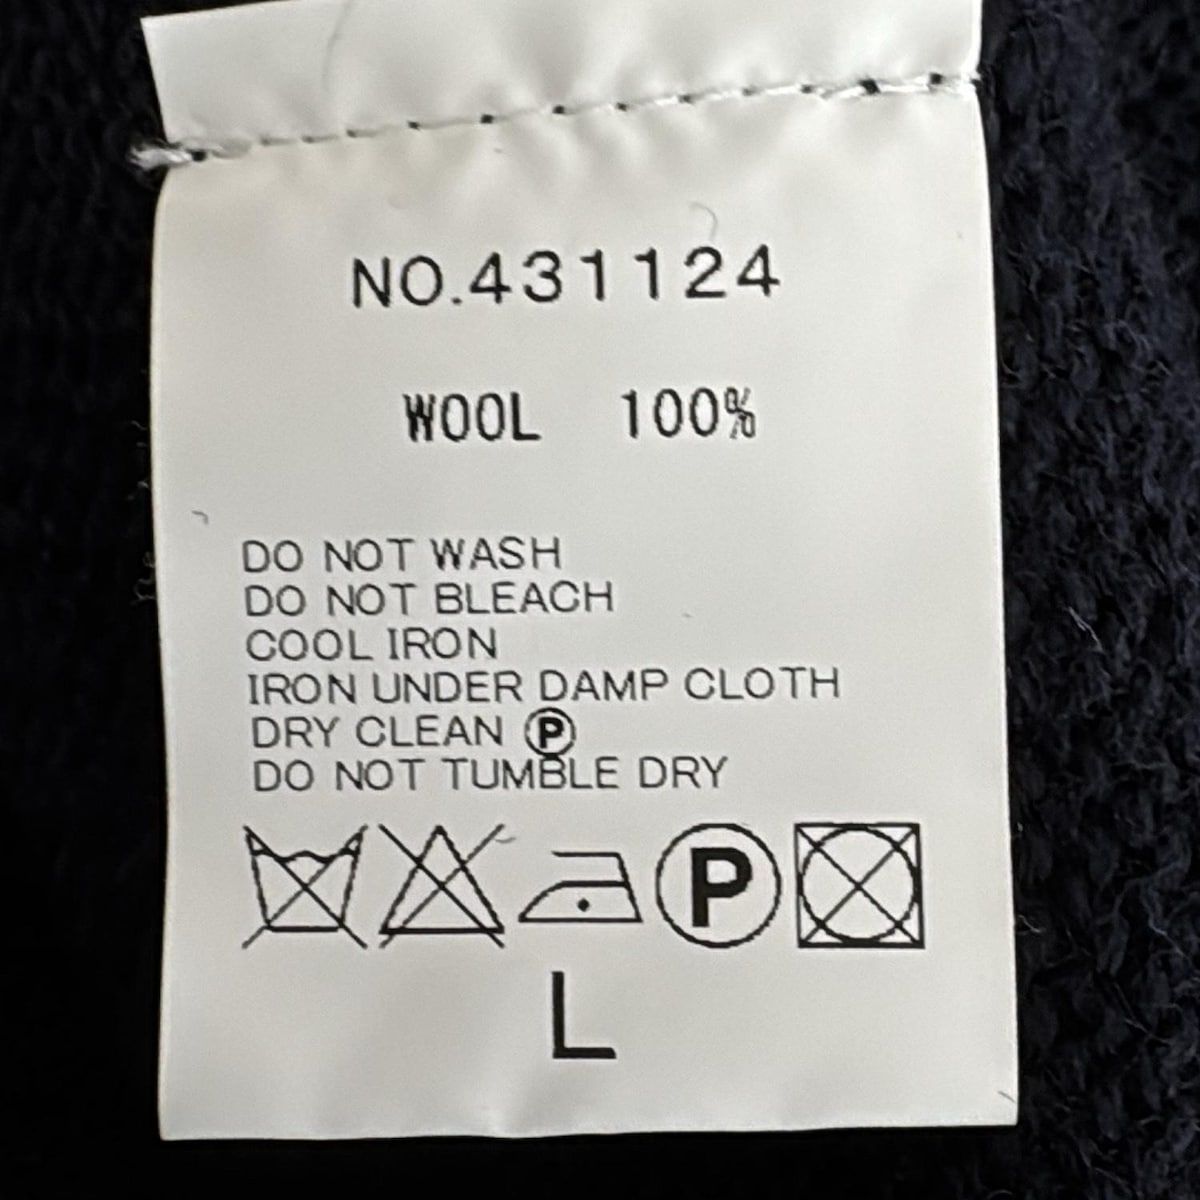 NO.431124
WOOL 100%
DO NOT WASH
DO NOT BLEACH
COOL IRON
IRON UNDER DAMP CLOTH
DRY CLEAN Ⓟ
DO NOT TUMBLE DRY
P
L